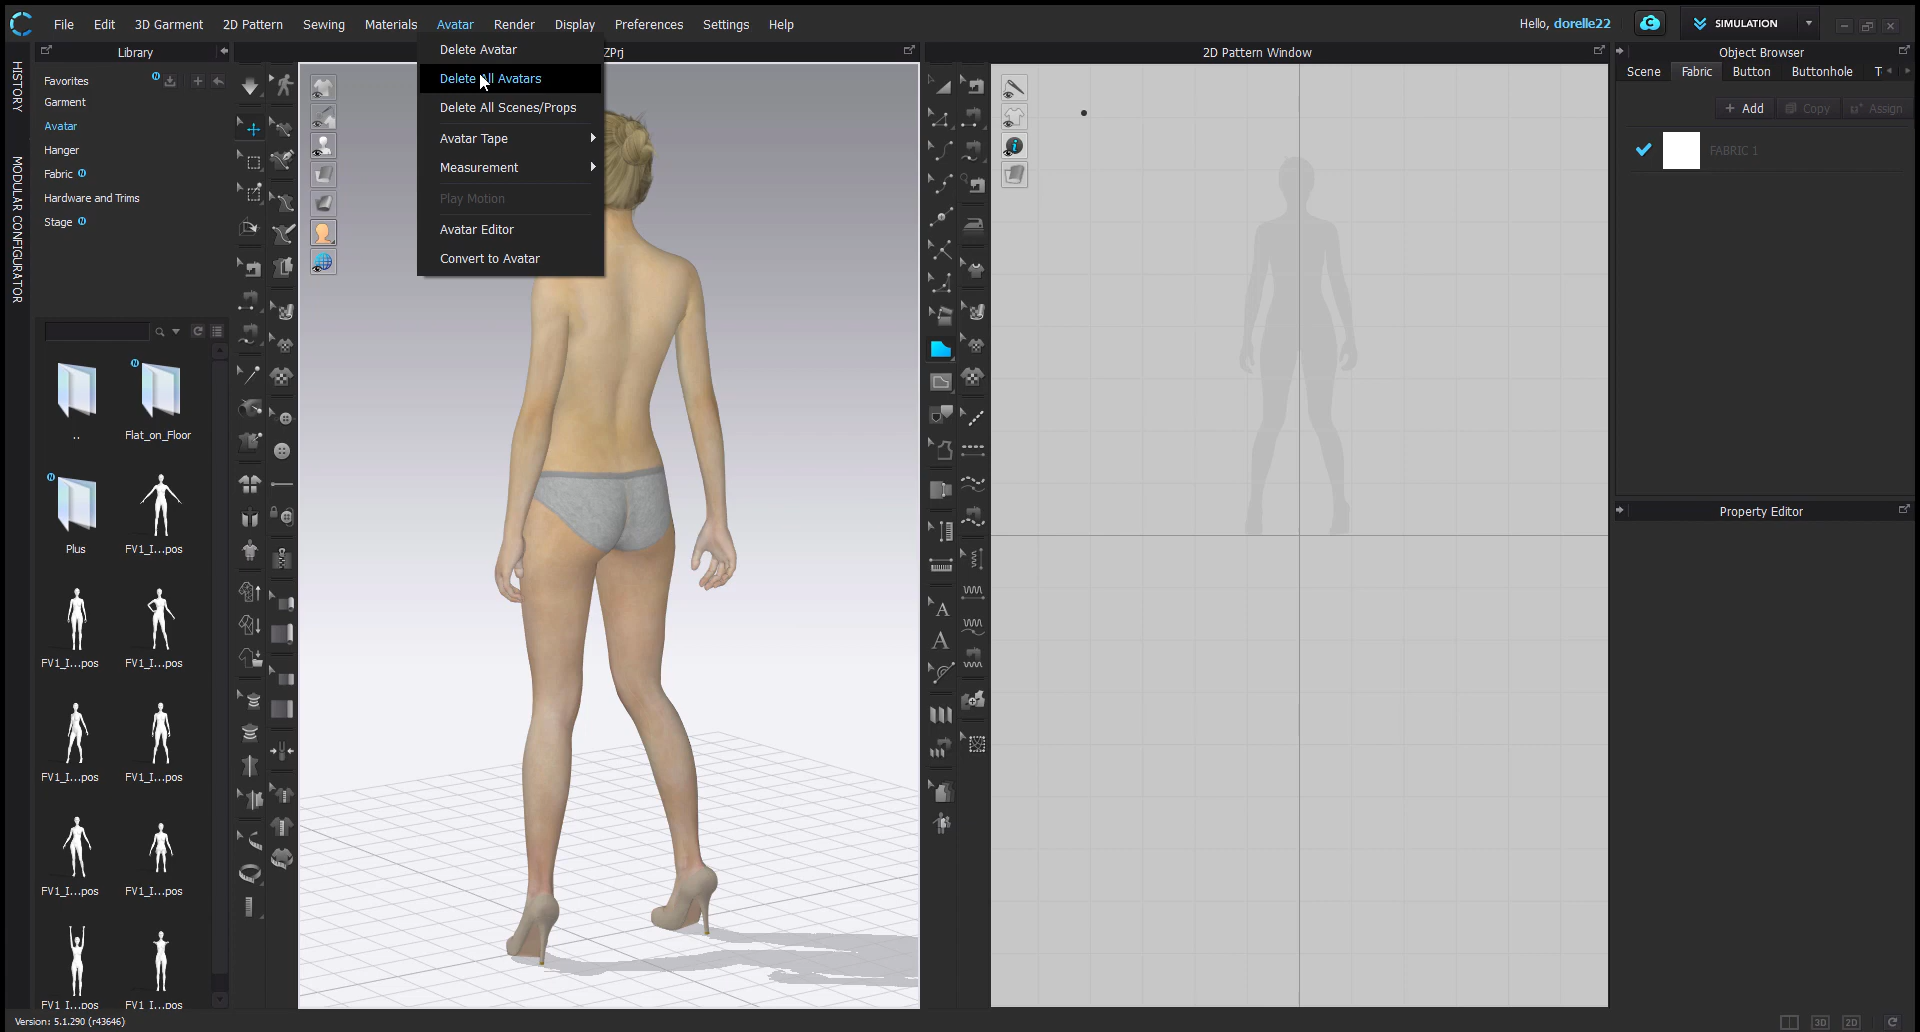 File Edit 3D Garment 2D Pattern Sewing Materials Avatar Render Display Preferences Settings Help
Hello, dorelle22
SIMULATION
HISTORY
MODULAR CONFIGURATOR
Library
Favorites
Garment
Avatar
Hanger
Fabric
Hardware and Trims
Stage
..
Flat_on_Floor
Plus
FV1_I...pos
FV1_I...pos
FV1_I...pos
FV1_I...pos
FV1_I...pos
FV1_I...pos
FV1_I...pos
FV1_I...pos
FV1_I...pos
Version: 5.1.290 (r43646)
ZPrj
Delete Avatar
Delete All Avatars
Delete All Scenes/Props
Avatar Tape
Measurement
Play Motion
Avatar Editor
Convert to Avatar
2D Pattern Window
Object Browser
Scene Fabric Button Buttonhole T
+ Add Copy Assign
FABRIC 1
Property Editor
3D 2D